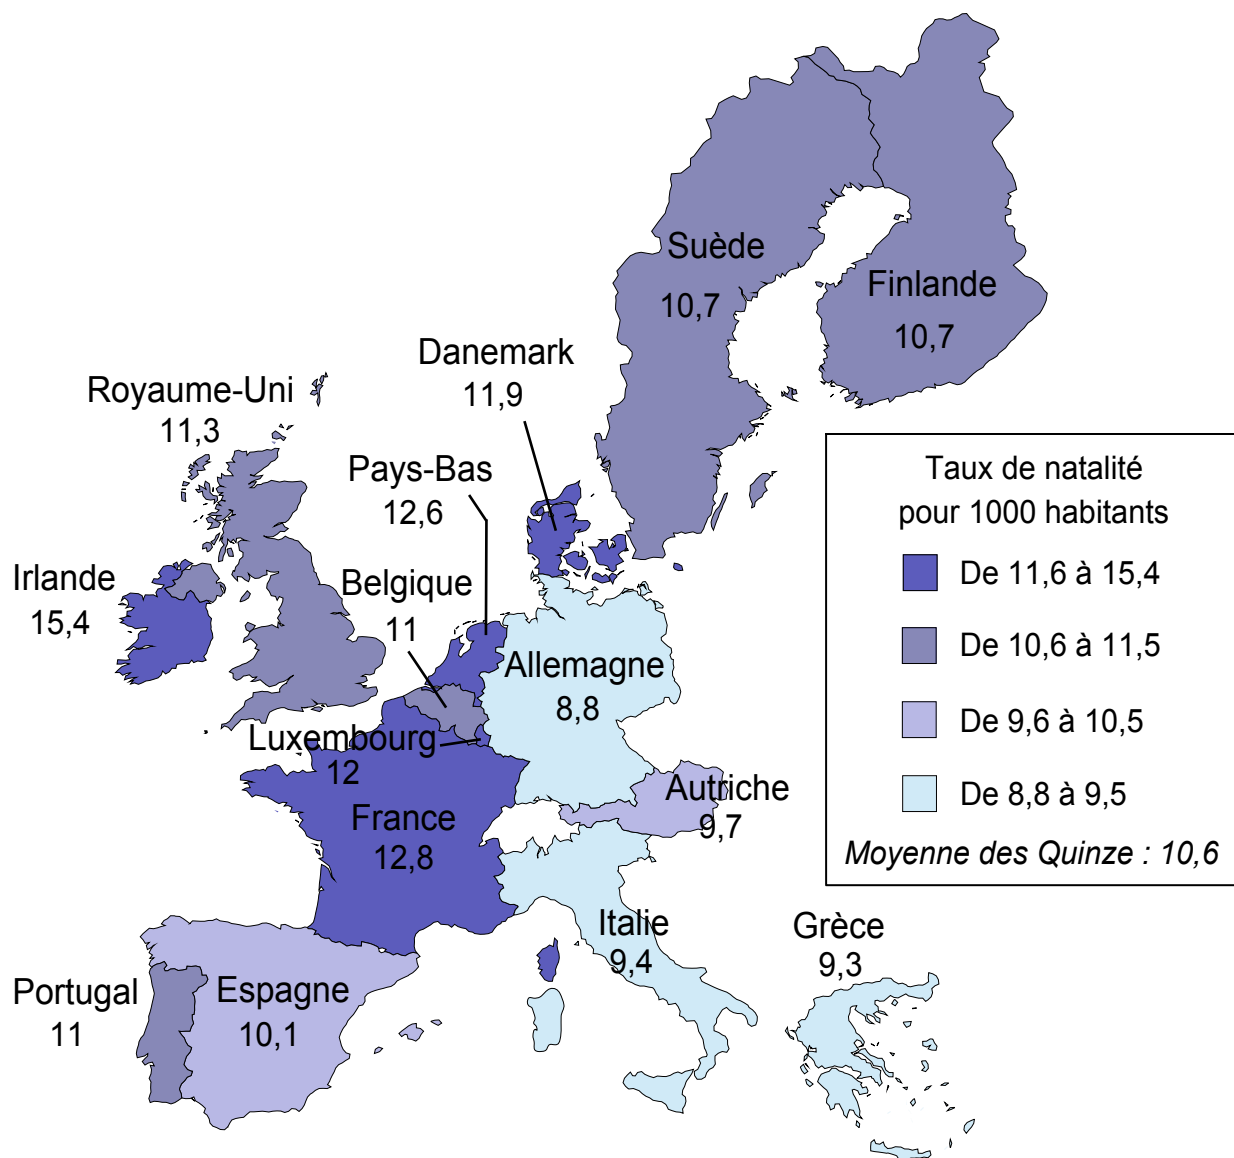 Suède
10,7
Finlande
10,7
Danemark
11,9
Royaume-Uni
11,3
Pays-Bas
12,6
Irlande
15,4
Belgique
11
Allemagne
8,8
Luxembourg
12
France
12,8
Autriche
9,7
Italie
9,4
Grèce
9,3
Portugal
11
Espagne
10,1
Taux de natalité
pour 1000 habitants
De 11,6 à 15,4
De 10,6 à 11,5
De 9,6 à 10,5
De 8,8 à 9,5
Moyenne des Quinze : 10,6